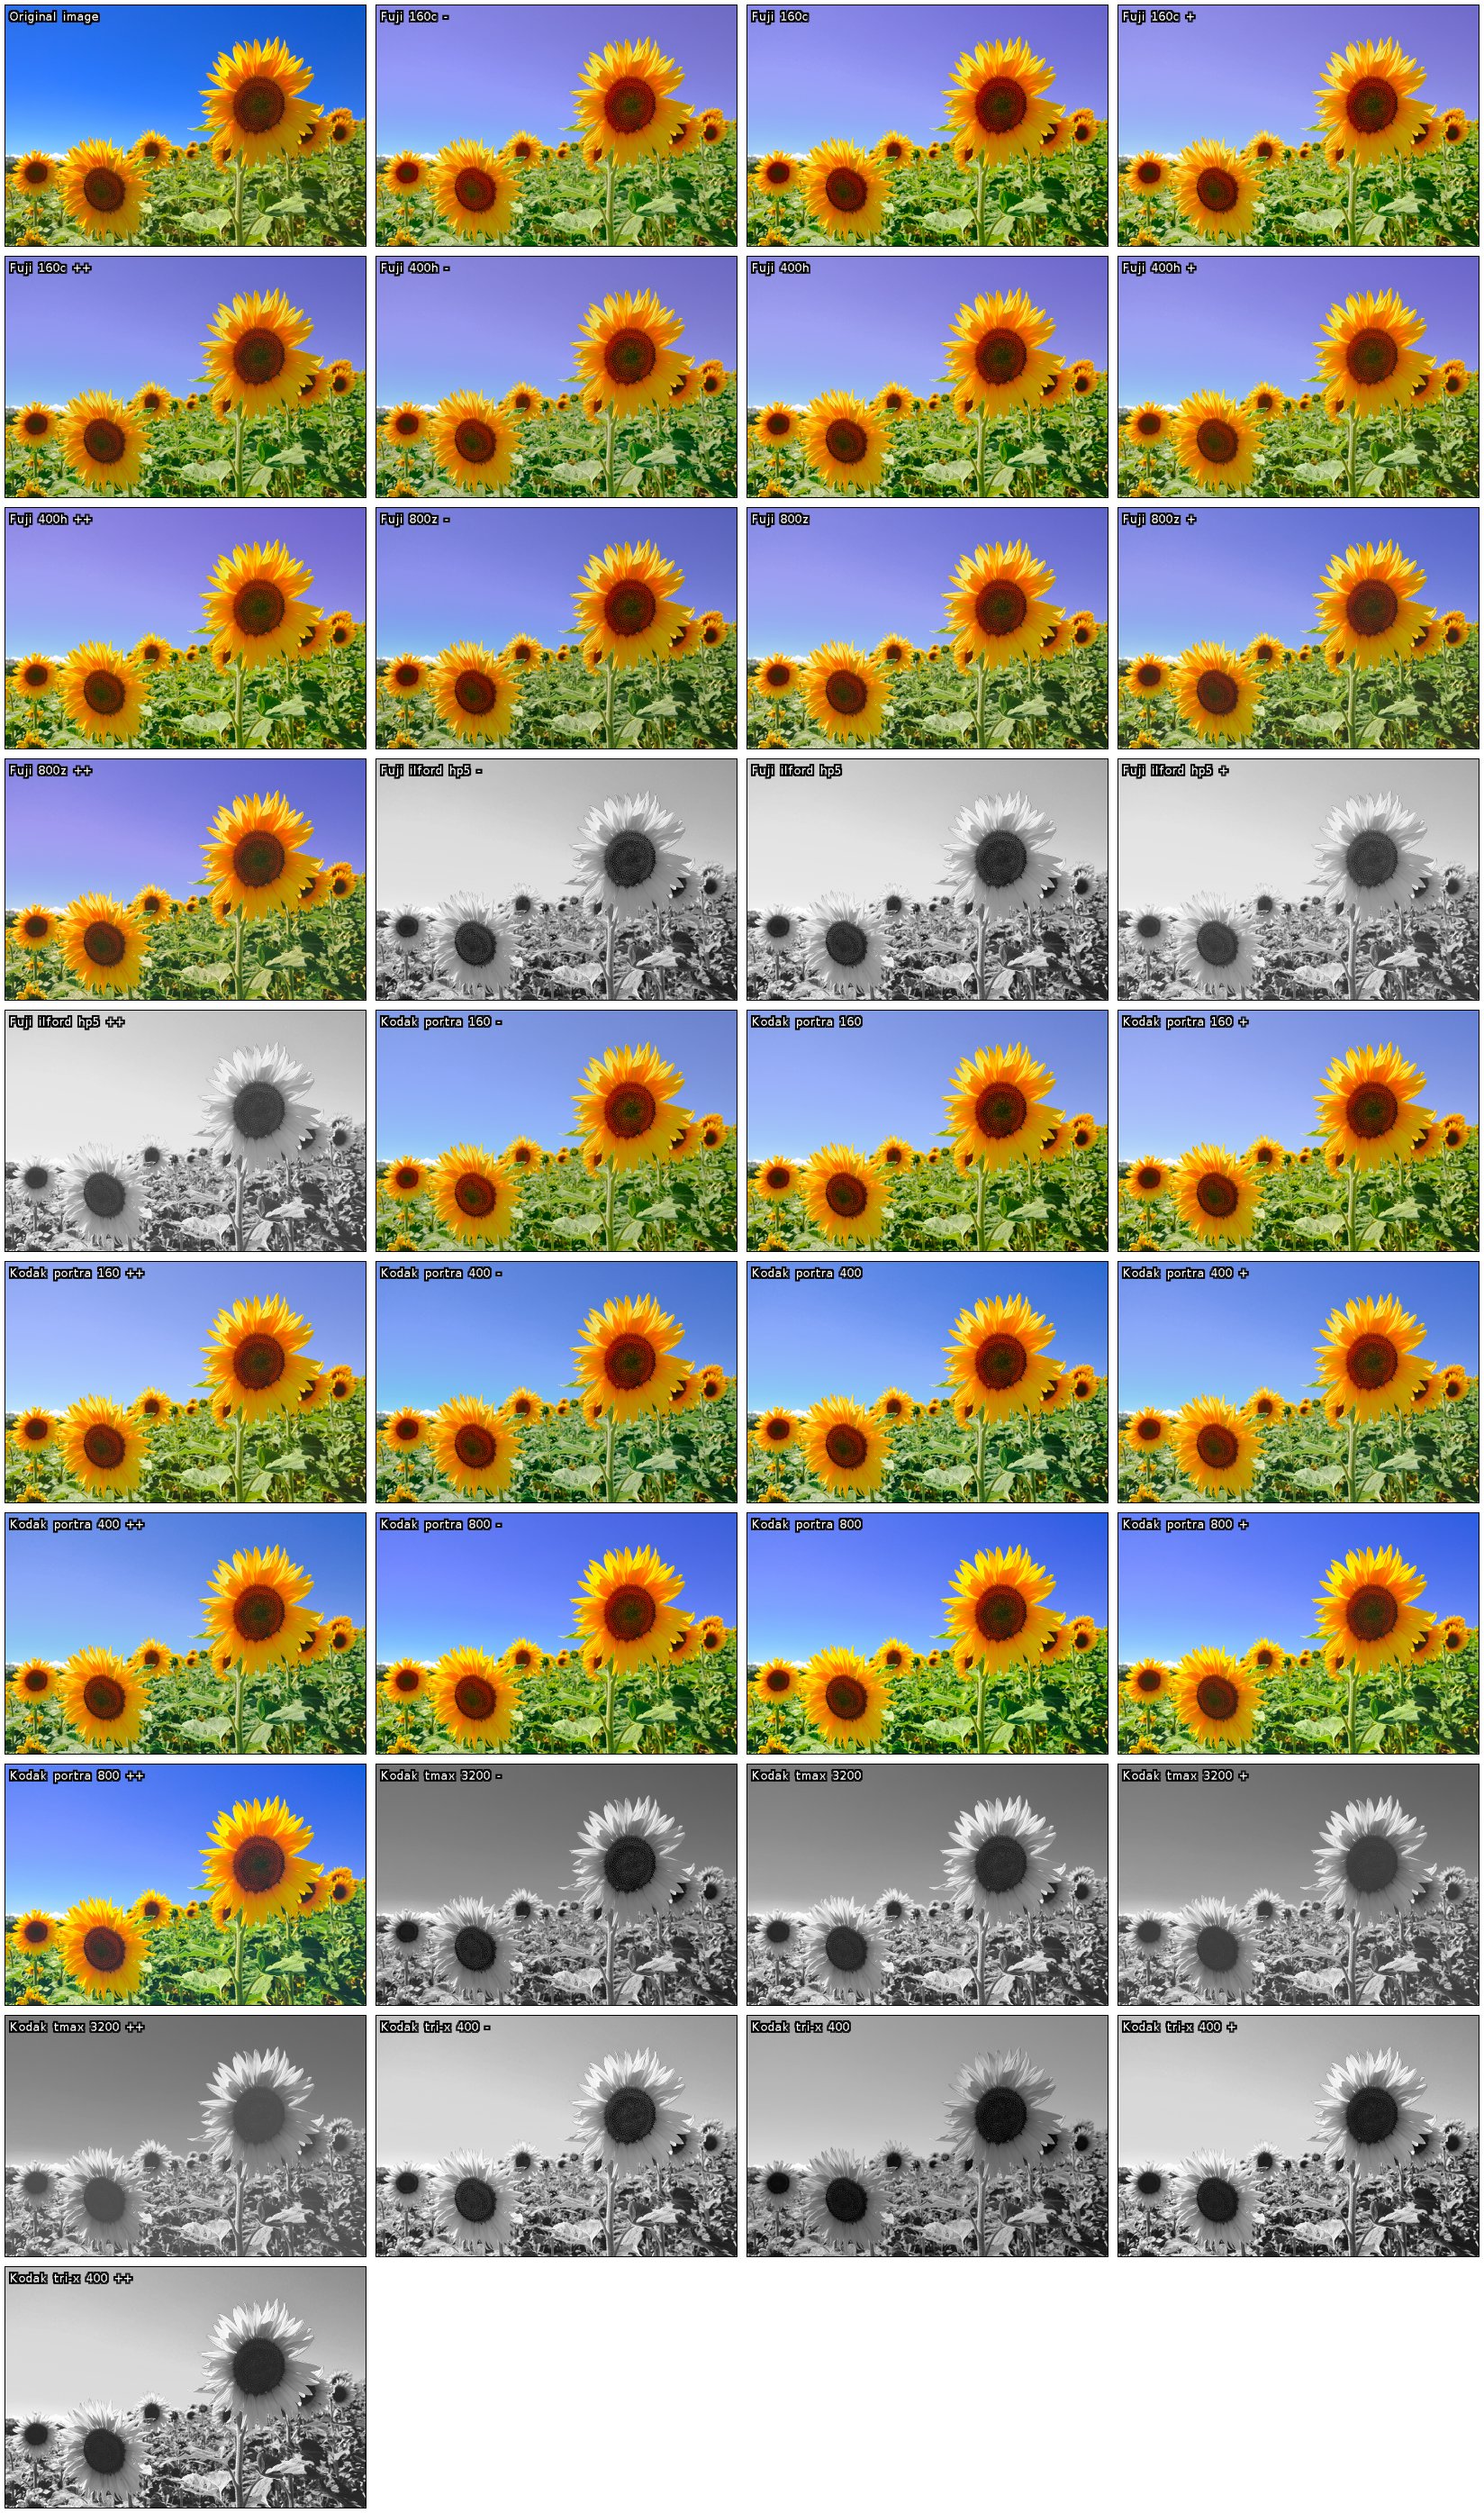 Original image
Fuji 160c -
Fuji 160c
Fuji 160c +
Fuji 160c ++
Fuji 400h -
Fuji 400h
Fuji 400h +
Fuji 400h ++
Fuji 800z -
Fuji 800z
Fuji 800z +
Fuji 800z ++
Fuji ilford hp5 -
Fuji ilford hp5
Fuji ilford hp5 +
Fuji ilford hp5 ++
Kodak portra 160 -
Kodak portra 160
Kodak portra 160 +
Kodak portra 160 ++
Kodak portra 400 -
Kodak portra 400
Kodak portra 400 +
Kodak portra 400 ++
Kodak portra 800 -
Kodak portra 800
Kodak portra 800 +
Kodak portra 800 ++
Kodak tmax 3200 -
Kodak tmax 3200
Kodak tmax 3200 +
Kodak tmax 3200 ++
Kodak tri-x 400 -
Kodak tri-x 400
Kodak tri-x 400 +
Kodak tri-x 400 ++